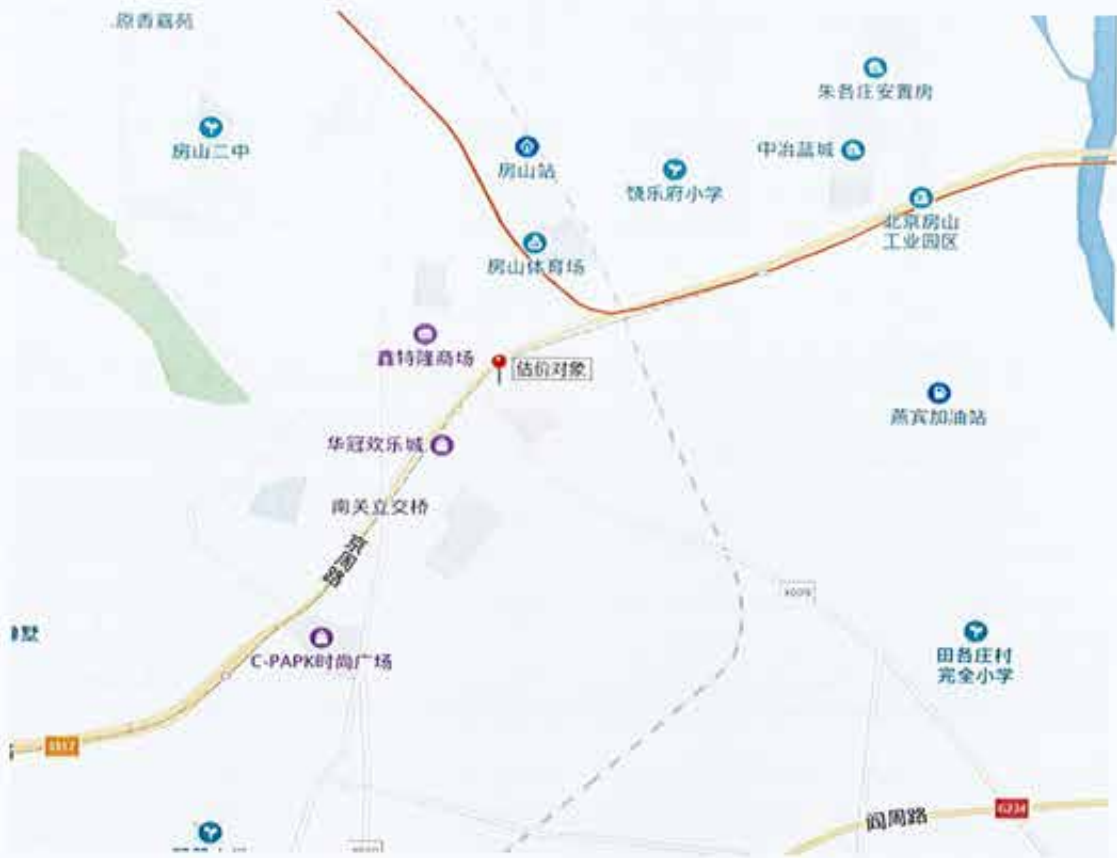 .原香嘉苑
朱各庄安置房
房山二中
中冶蓝城
房山站
饶乐府小学
北京房山
工业园区
房山体育场
特隆商场
估价对象
燕宾加油站
华冠欢乐城
南关立交桥
京周路
墅
田各庄村
完全小学
C-PAPK时尚广场
G234
阎周路